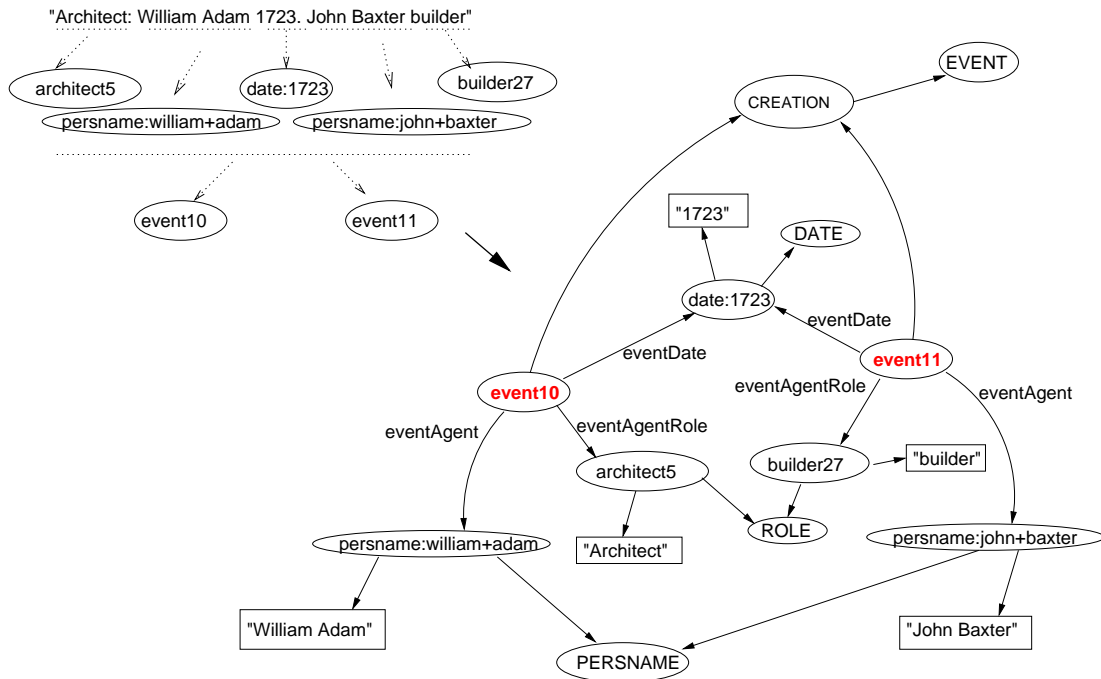 "Architect: William Adam 1723. John Baxter builder"
architect5
date:1723
builder27
persname:william+adam
persname:john+baxter
event10
event11
EVENT
CREATION
"1723"
DATE
date:1723
eventDate
eventDate
event11
event10
eventAgentRole
eventAgent
eventAgent
eventAgentRole
architect5
builder27
"builder"
ROLE
persname:william+adam
"Architect"
persname:john+baxter
"William Adam"
"John Baxter"
PERSNAME